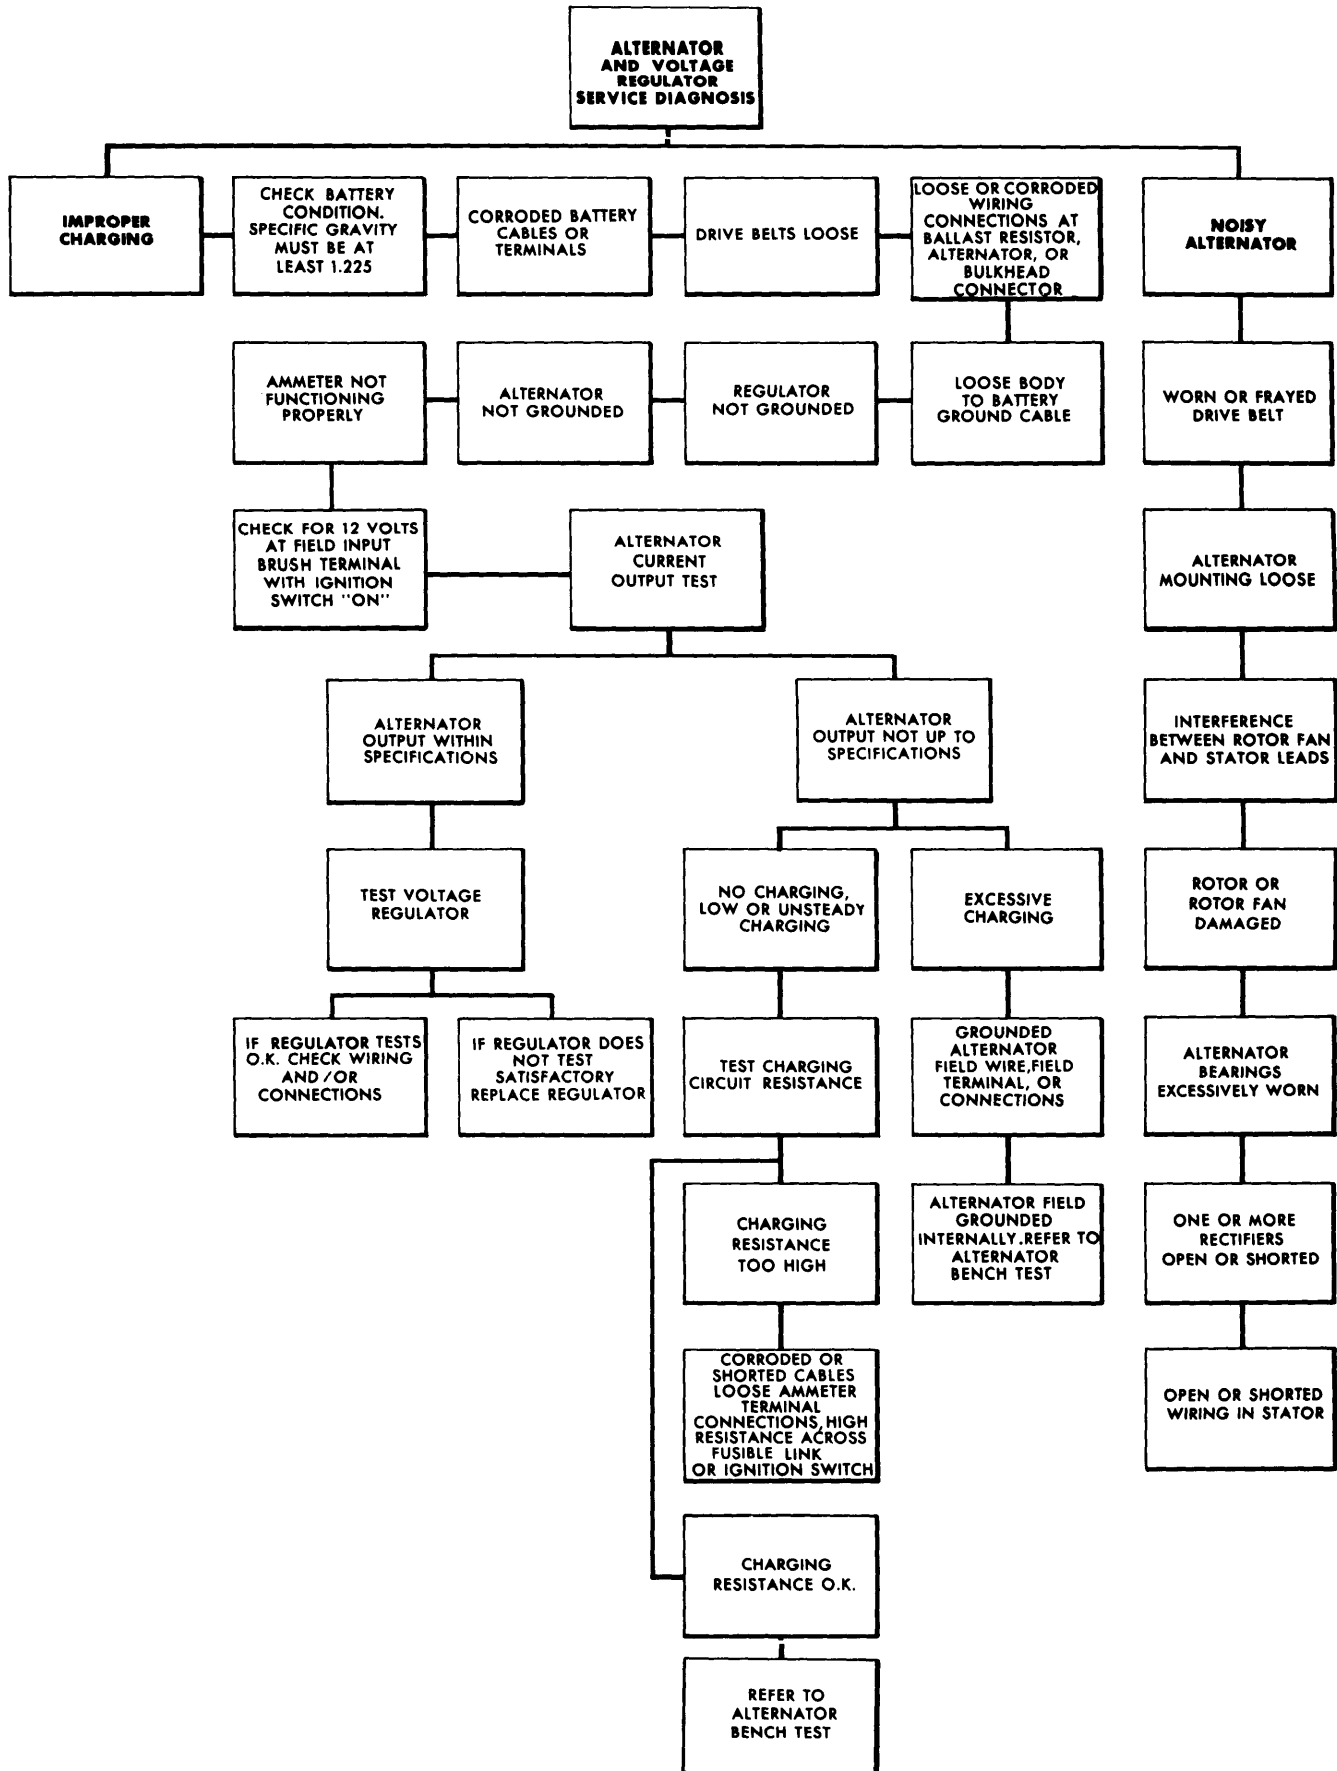 ALTERNATOR
AND VOLTAGE
REGULATOR
SERVICE DIAGNOSIS
IMPROPER
CHARGING
CHECK BATTERY
CONDITION.
SPECIFIC GRAVITY
MUST BE AT
LEAST 1.225
CORRODED BATTERY
CABLES OR
TERMINALS
DRIVE BELTS LOOSE
LOOSE OR CORRODED
WIRING
CONNECTIONS AT
BALLAST RESISTOR,
ALTERNATOR, OR
BULKHEAD
CONNECTOR
NOISY
ALTERNATOR
AMMETER NOT
FUNCTIONING
PROPERLY
ALTERNATOR
NOT GROUNDED
REGULATOR
NOT GROUNDED
LOOSE BODY
TO BATTERY
GROUND CABLE
WORN OR FRAYED
DRIVE BELT
CHECK FOR 12 VOLTS
AT FIELD INPUT
BRUSH TERMINAL
WITH IGNITION
SWITCH "ON"
ALTERNATOR
CURRENT
OUTPUT TEST
ALTERNATOR
MOUNTING LOOSE
ALTERNATOR
OUTPUT WITHIN
SPECIFICATIONS
ALTERNATOR
OUTPUT NOT UP TO
SPECIFICATIONS
INTERFERENCE
BETWEEN ROTOR FAN
AND STATOR LEADS
TEST VOLTAGE
REGULATOR
NO CHARGING,
LOW OR UNSTEADY
CHARGING
EXCESSIVE
CHARGING
ROTOR OR
ROTOR FAN
DAMAGED
IF REGULATOR TESTS
O.K. CHECK WIRING
AND/OR
CONNECTIONS
IF REGULATOR DOES
NOT TEST
SATISFACTORY
REPLACE REGULATOR
TEST CHARGING
CIRCUIT RESISTANCE
GROUNDED
ALTERNATOR
FIELD WIRE,FIELD
TERMINAL, OR
CONNECTIONS
ALTERNATOR
BEARINGS
EXCESSIVELY WORN
CHARGING
RESISTANCE
TOO HIGH
ALTERNATOR FIELD
GROUNDED
INTERNALLY.REFER TO
ALTERNATOR
BENCH TEST
ONE OR MORE
RECTIFIERS
OPEN OR SHORTED
CORRODED OR
SHORTED CABLES
LOOSE AMMETER
TERMINAL
CONNECTIONS,HIGH
RESISTANCE ACROSS
FUSIBLE LINK
OR IGNITION SWITCH
OPEN OR SHORTED
WIRING IN STATOR
CHARGING
RESISTANCE O.K.
REFER TO
ALTERNATOR
BENCH TEST